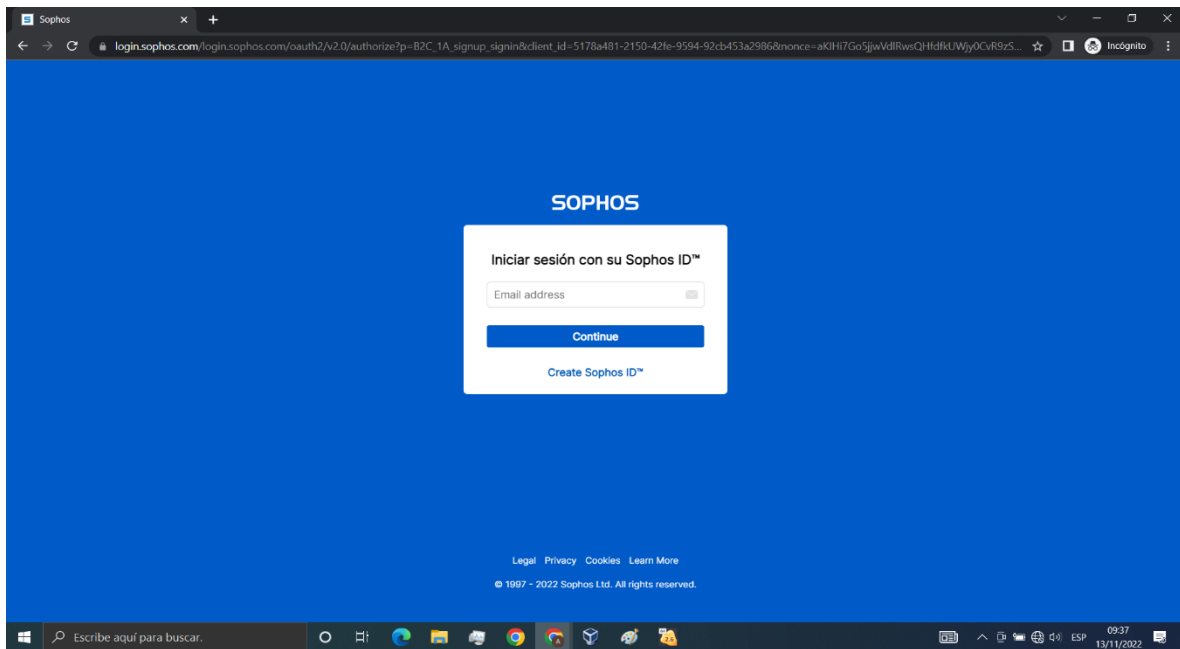 Sophos
login.sophos.com/login.sophos.com/oauth2/v2.0/authorize?p=B2C_1A_signup_signin&client_id=5178a481-2150-42fe-9594-92cb453a2986&nonce=aKIHi7Go5jjwVdlRwsQHfdfkUWjy0CvR9zS...
Incógnito
SOPHOS
Iniciar sesión con su Sophos ID™
Email address
Continue
Create Sophos ID™
Legal Privacy Cookies Learn More
© 1997 - 2022 Sophos Ltd. All rights reserved.
Escribe aquí para buscar.
ESP
09:37
13/11/2022